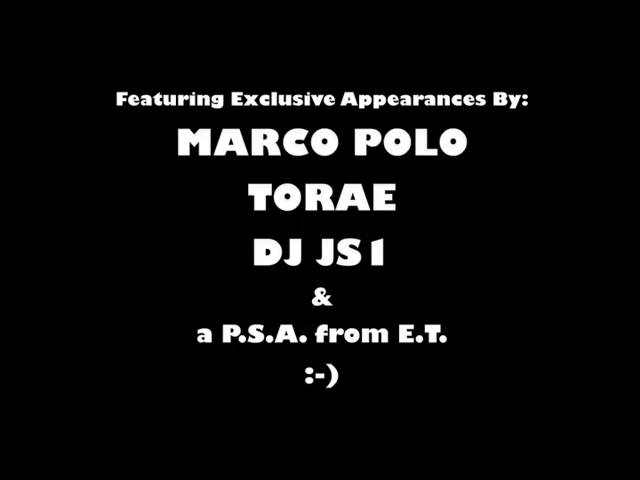 Featuring Exclusive Appearances By:
MARCO POLO
TORAE
DJ JS1
&
a P.S.A. from E.T.
:-)